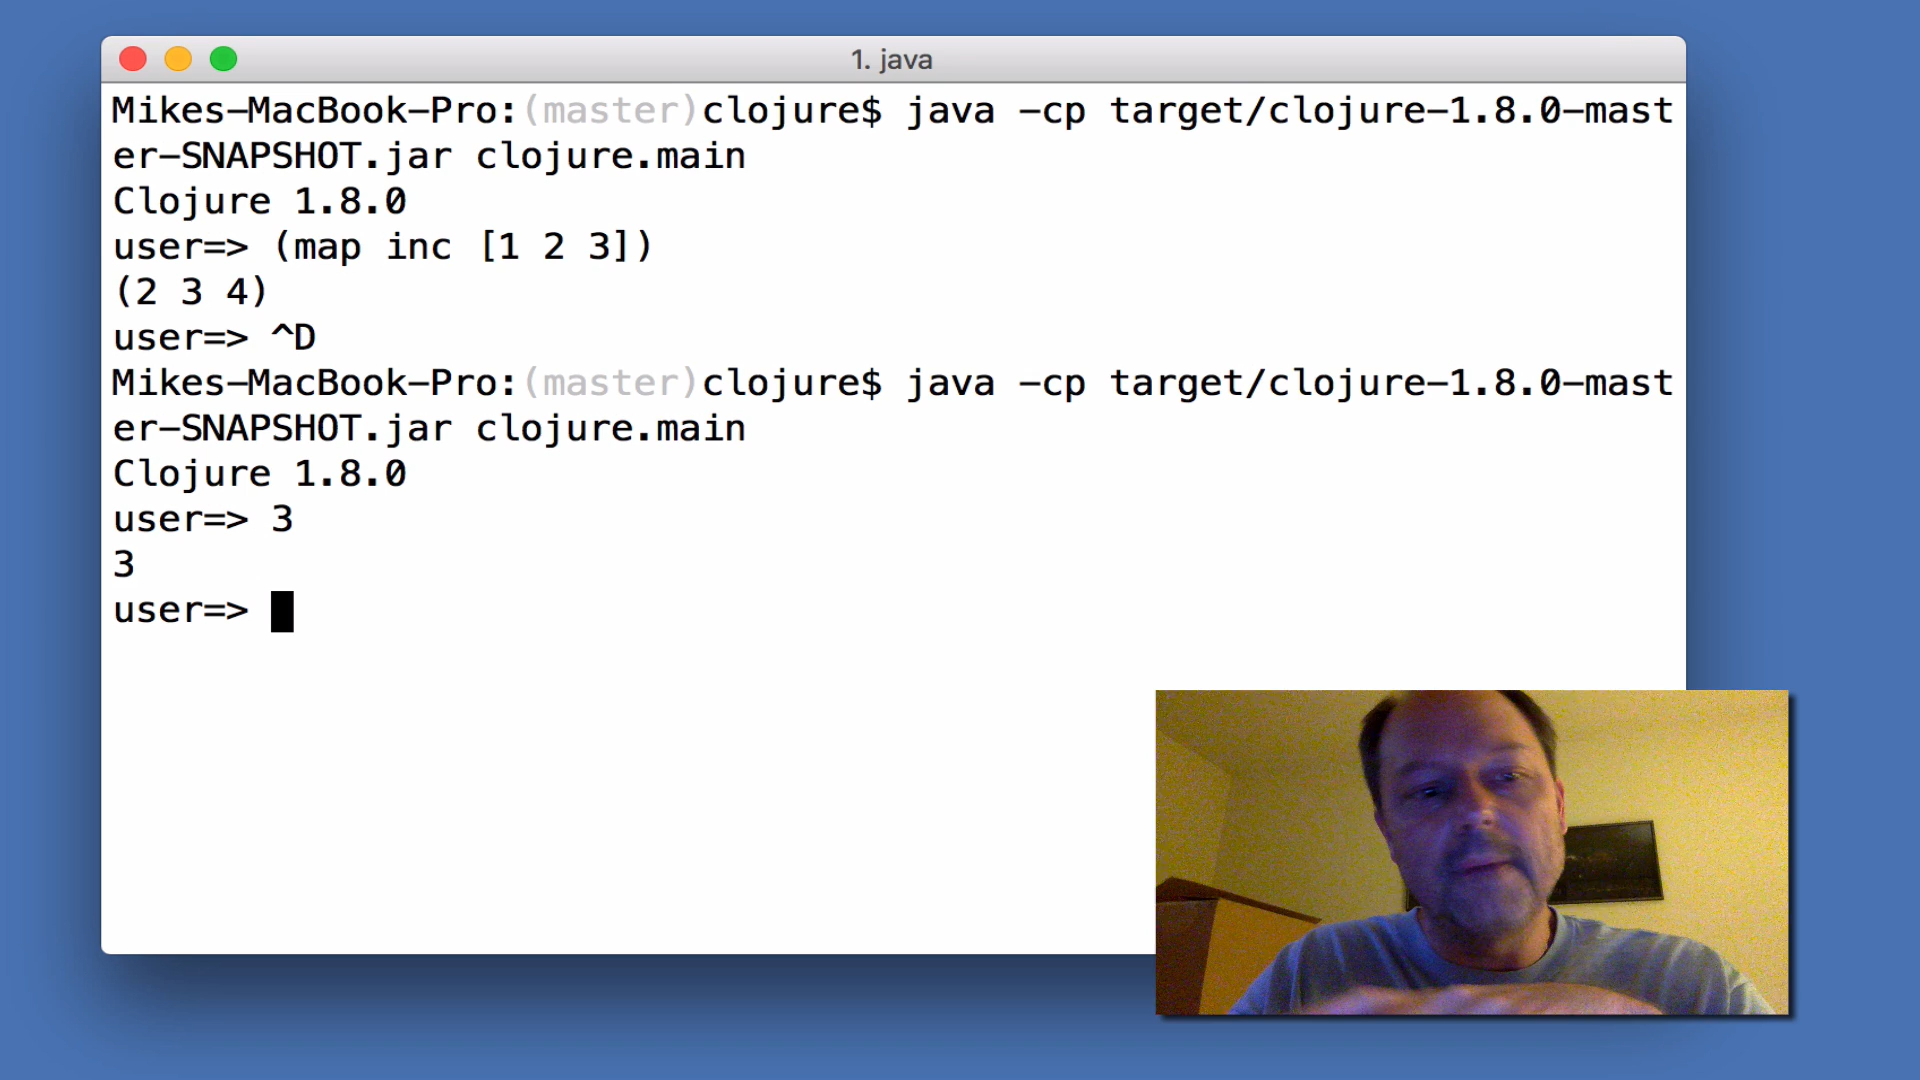 1. java
Mikes-MacBook-Pro:(master)clojure$ java -cp target/clojure-1.8.0-mast
er-SNAPSHOT.jar clojure.main
Clojure 1.8.0
user=> (map inc [1 2 3])
(2 3 4)
user=> ^D
Mikes-MacBook-Pro:(master)clojure$ java -cp target/clojure-1.8.0-mast
er-SNAPSHOT.jar clojure.main
Clojure 1.8.0
user=> 3
3
user=>